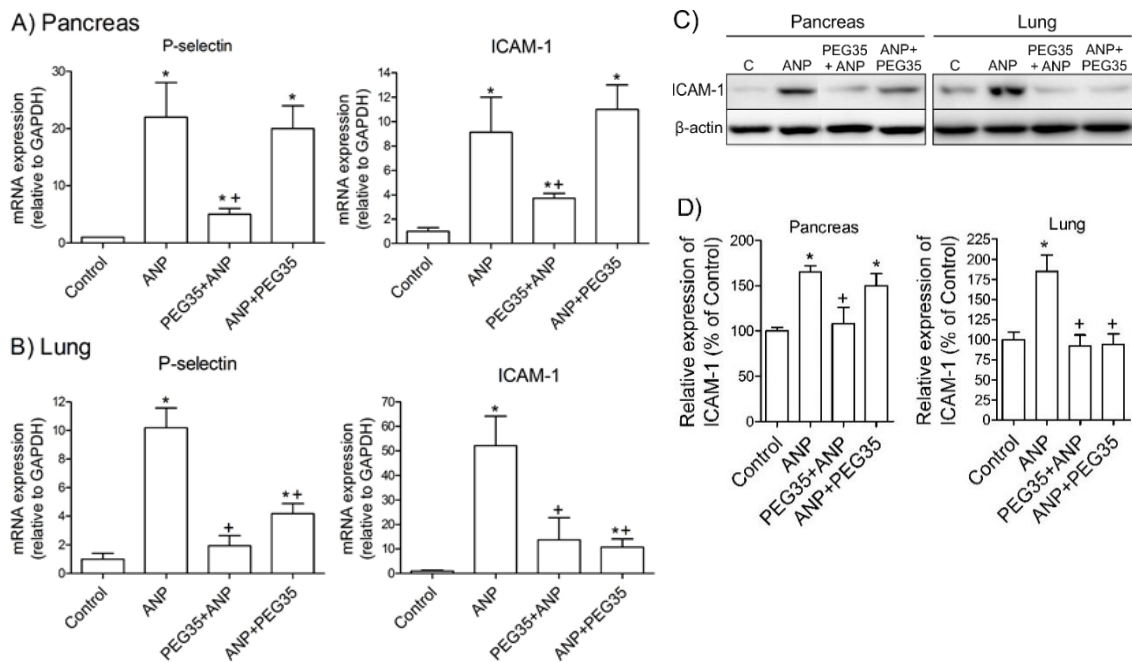 A) Pancreas
P-selectin
mRNA expression
(relative to GAPDH)
30
20
10
0
*
* +
*
Control
ANP
PEG35+ANP
ANP+PEG35
ICAM-1
mRNA expression
(relative to GAPDH)
14
12
10
8
6
4
2
0
*
* +
*
Control
ANP
PEG35+ANP
ANP+PEG35
B) Lung
P-selectin
mRNA expression
(relative to GAPDH)
12
10
8
6
4
2
0
*
+
* +
Control
ANP
PEG35+ANP
ANP+PEG35
ICAM-1
mRNA expression
(relative to GAPDH)
70
60
50
40
30
20
10
0
*
+
* +
Control
ANP
PEG35+ANP
ANP+PEG35
C)
Pancreas
Lung
C
ANP
PEG35
+ ANP
ANP+
PEG35
C
ANP
PEG35
+ ANP
ANP+
PEG35
ICAM-1
β-actin
D)
Pancreas
Relative expression of
ICAM-1 (% of Control)
200
150
100
50
0
*
+
*
Control
ANP
PEG35+ANP
ANP+PEG35
Lung
Relative expression of
ICAM-1 (% of Control)
225
200
175
150
125
100
75
50
25
0
*
+
+
Control
ANP
PEG35+ANP
ANP+PEG35